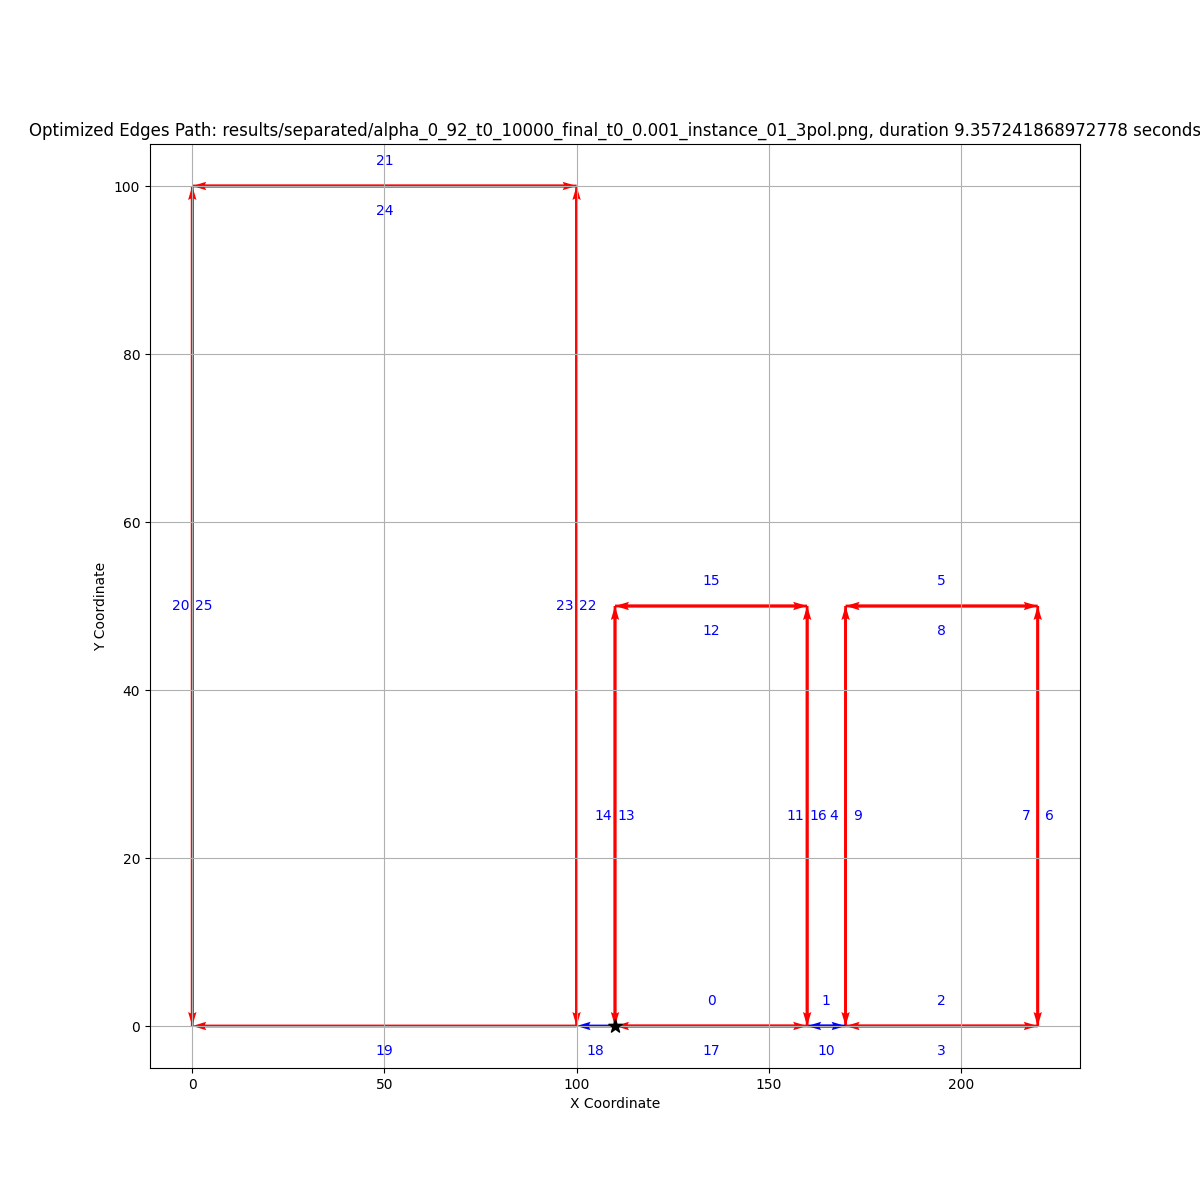 Optimized Edges Path: results/separated/alpha_0_92_t0_10000_final_t0_0.001_instance_01_3pol.png, duration 9.357241868972778 seconds
21
100
24
80
60
15 5
20 25 23 22
12 8
Y Coordinate
40
14 13 11 16 4 9 7 6
20
0 1 2
0
19 18 17 10 3
0 50 100 150 200
X Coordinate